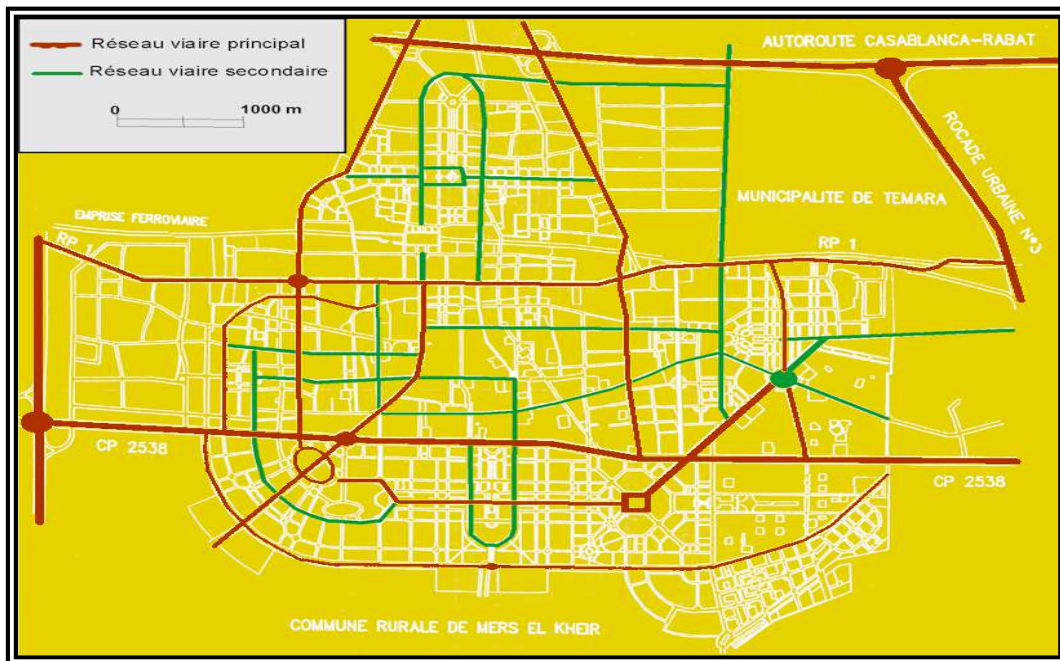 Réseau viaire principal
Réseau viaire secondaire
0 1000 m
AUTOROUTE CASABLANCA-RABAT
ROCADE URBAINE N°3
MUNICIPALITE DE TEMARA
EMPRISE FERROVIAIRE
RP 1
RP 1
CP 2538
CP 2538
COMMUNE RURALE DE MERS EL KHEIR